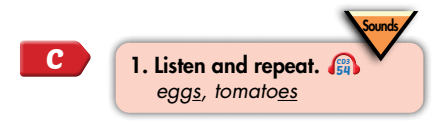 Sounds
C
1. Listen and repeat. CD3 54
eggs, tomatoes